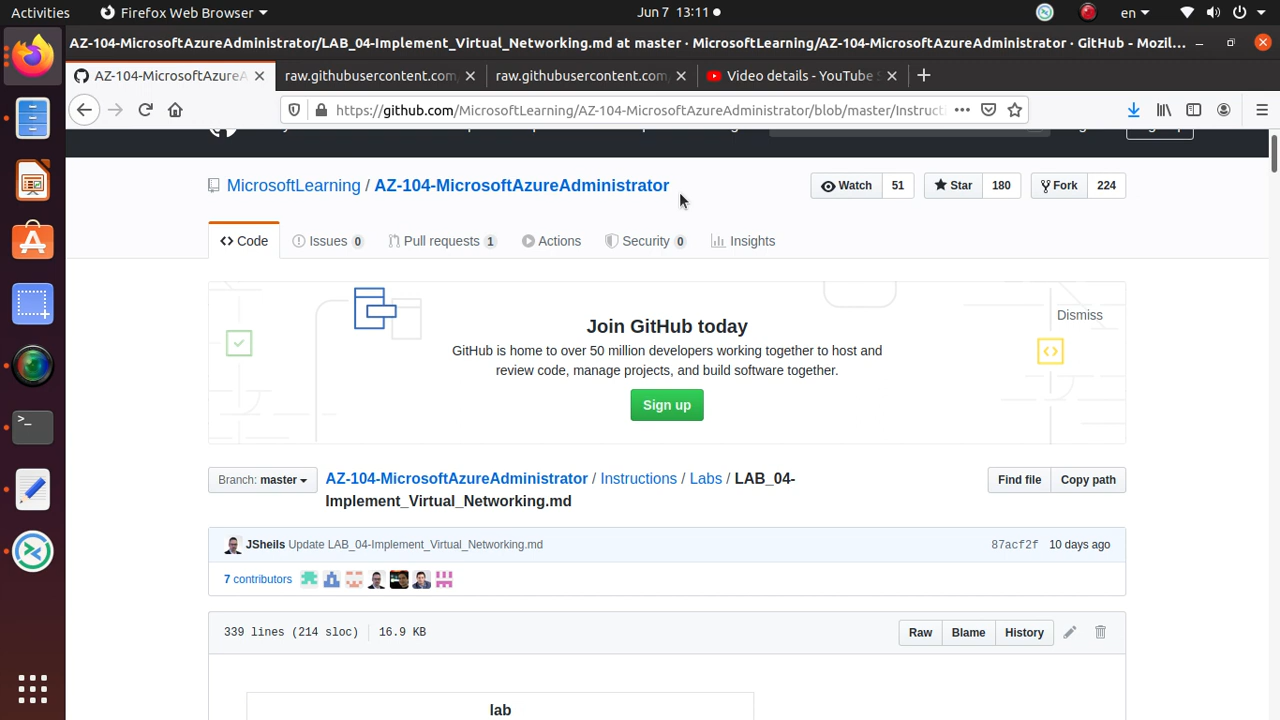 Activities
Firefox Web Browser
Jun 7 13:11
en
AZ-104-MicrosoftAzureAdministrator/LAB_04-Implement_Virtual_Networking.md at master · MicrosoftLearning/AZ-104-MicrosoftAzureAdministrator · GitHub - Mozil...
AZ-104-MicrosoftAzureA
raw.githubusercontent.com/
raw.githubusercontent.com/
Video details - YouTube S
https://github.com/MicrosoftLearning/AZ-104-MicrosoftAzureAdministrator/blob/master/Instructi
MicrosoftLearning / AZ-104-MicrosoftAzureAdministrator
Watch 51
Star 180
Fork 224
Code
Issues 0
Pull requests 1
Actions
Security 0
Insights
Dismiss
Join GitHub today
GitHub is home to over 50 million developers working together to host and
review code, manage projects, and build software together.
Sign up
Branch: master
AZ-104-MicrosoftAzureAdministrator / Instructions / Labs / LAB_04-
Implement_Virtual_Networking.md
Find file
Copy path
JSheils Update LAB_04-Implement_Virtual_Networking.md
87acf2f 10 days ago
7 contributors
339 lines (214 sloc) 16.9 KB
Raw
Blame
History
lab